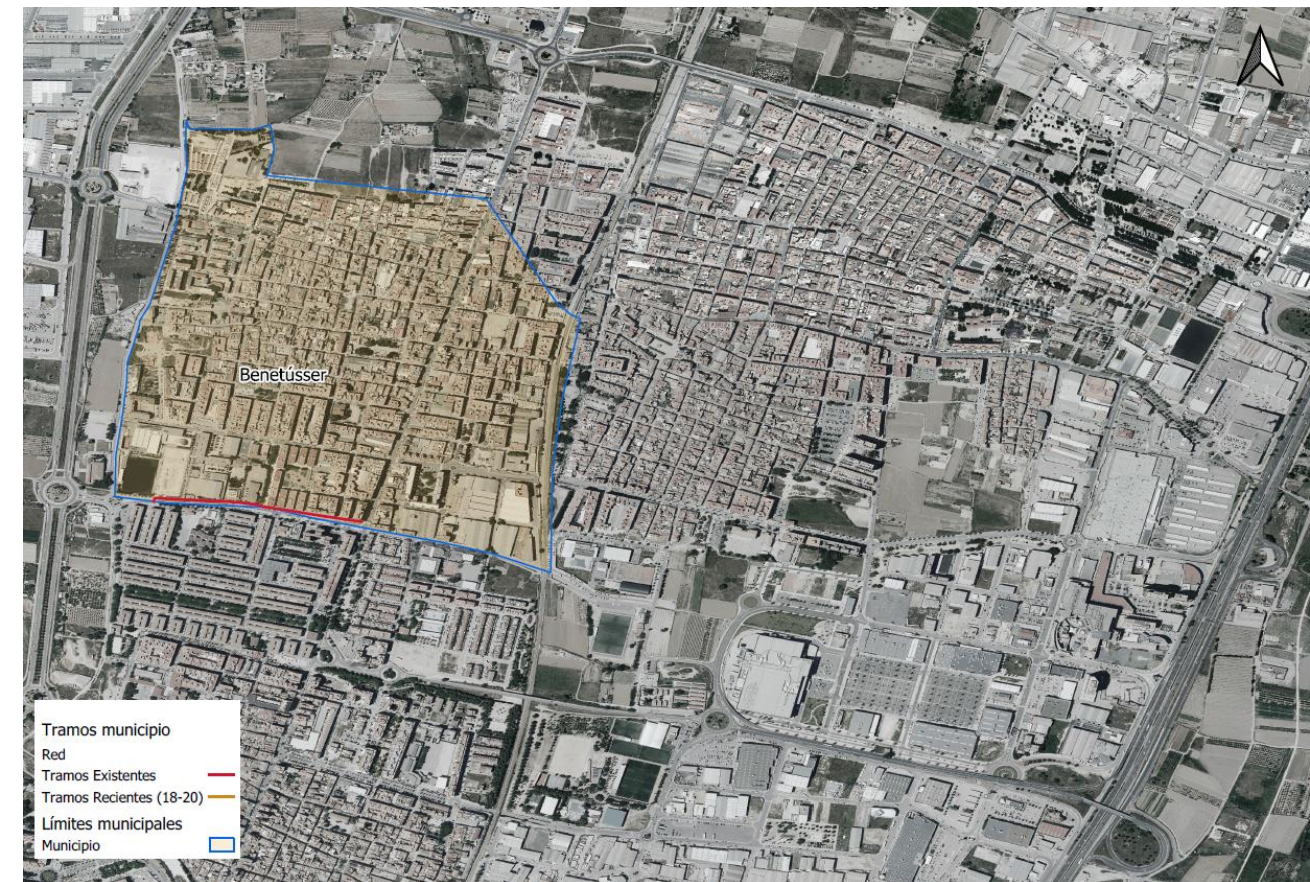 Benetússer
Tramos municipio
Red
Tramos Existentes
Tramos Recientes (18-20)
Límites municipales
Municipio